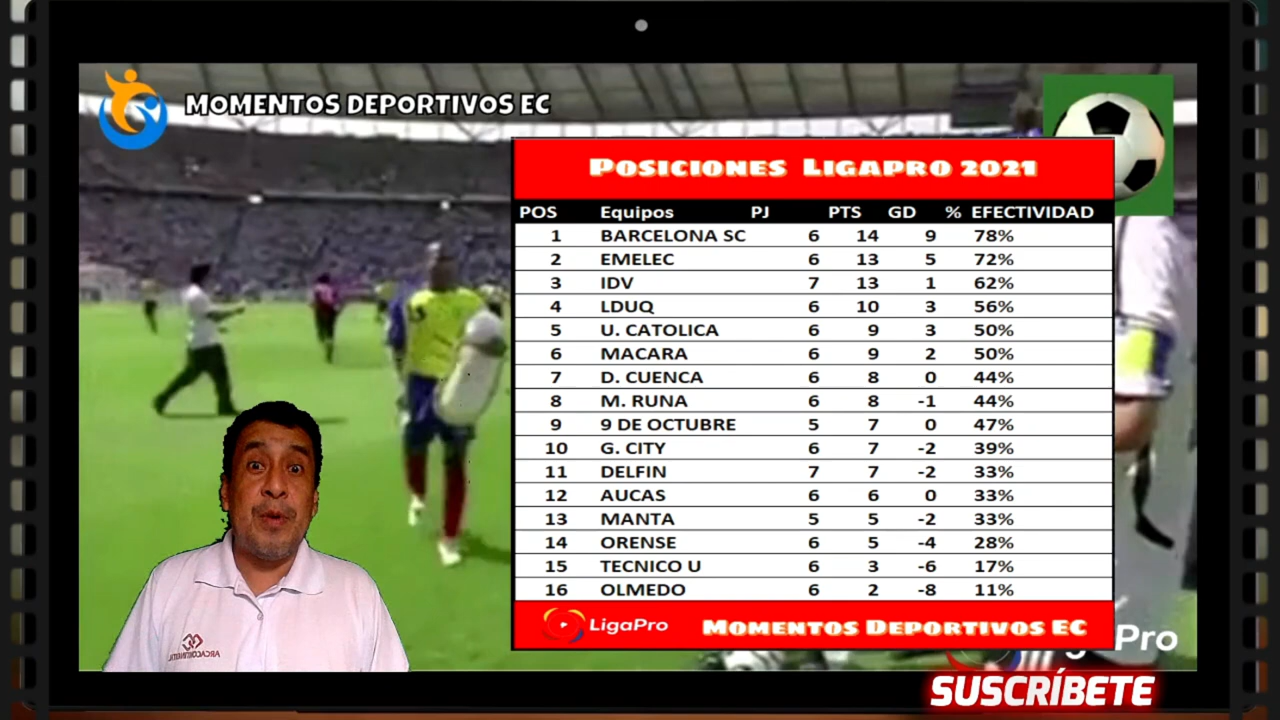 MOMENTOS DEPORTIVOS EC
POSICIONES LIGAPRO 2021
POS Equipos PJ PTS GD % EFECTIVIDAD
1 BARCELONA SC 6 14 9 78%
2 EMELEC 6 13 5 72%
3 IDV 7 13 1 62%
4 LDUQ 6 10 3 56%
5 U. CATOLICA 6 9 3 50%
6 MACARA 6 9 2 50%
7 D. CUENCA 6 8 0 44%
8 M. RUNA 6 8 -1 44%
9 9 DE OCTUBRE 5 7 0 47%
10 G. CITY 6 7 -2 39%
11 DELFIN 7 7 -2 33%
12 AUCAS 6 6 0 33%
13 MANTA 5 5 -2 33%
14 ORENSE 6 5 -4 28%
15 TECNICO U 6 3 -6 17%
16 OLMEDO 6 2 -8 11%
LigaPro MOMENTOS DEPORTIVOS EC
Pro
ARCACONTINENTAL
SUSCRÍBETE